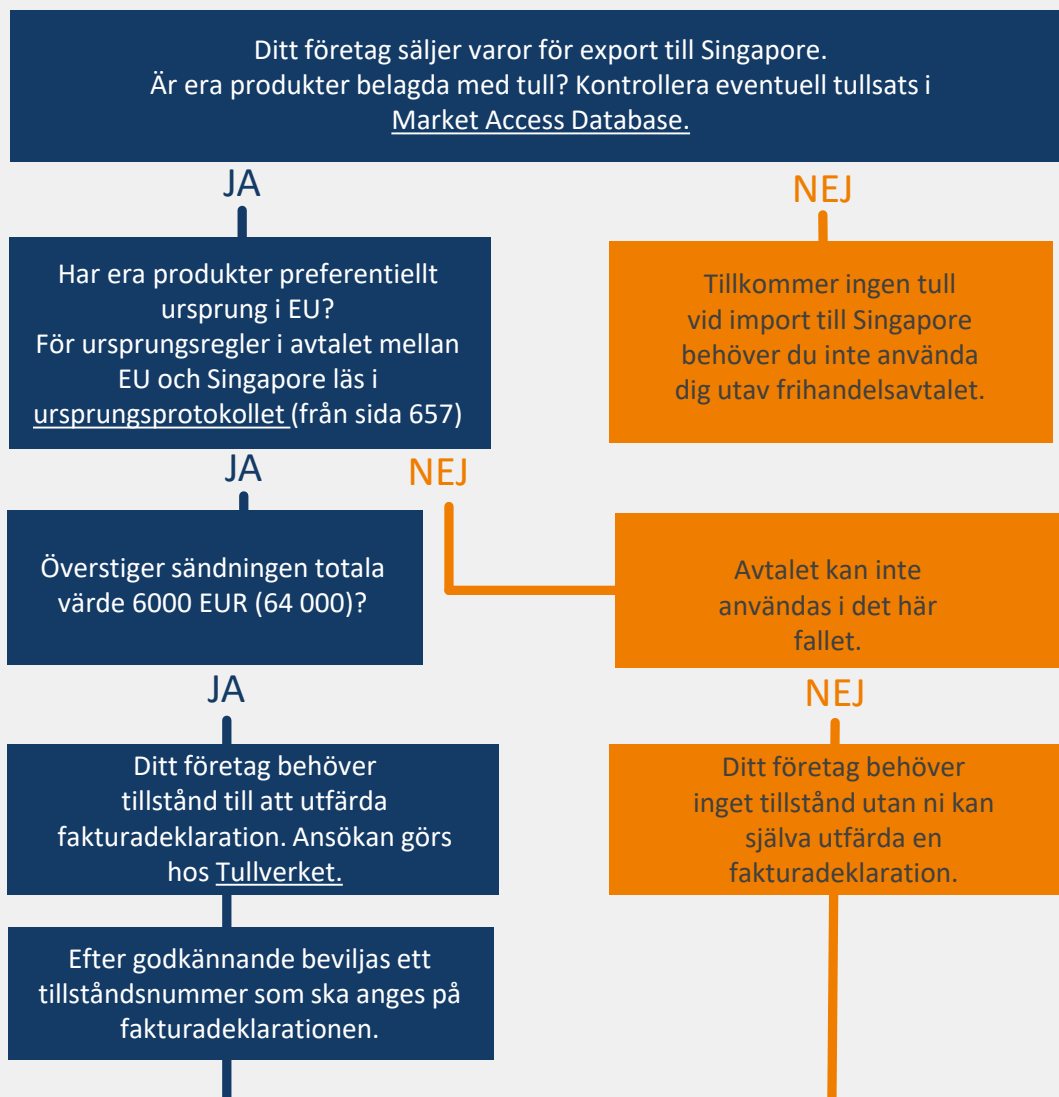 Ditt företag säljer varor för export till Singapore.
Är era produkter belagda med tull? Kontrollera eventuell tullsats i
Market Access Database.
JA
NEJ
Har era produkter preferentiellt
ursprung i EU?
För ursprungsregler i avtalet mellan
EU och Singapore läs i
ursprungsprotokollet (från sida 657)
Tillkommer ingen tull
vid import till Singapore
behöver du inte använda
dig utav frihandelsavtalet.
JA
NEJ
Överstiger sändningen totala
värde 6000 EUR (64 000)?
Avtalet kan inte
användas i det här
fallet.
JA
NEJ
Ditt företag behöver
tillstånd till att utfärda
fakturadeklaration. Ansökan görs
hos Tullverket.
Ditt företag behöver
inget tillstånd utan ni kan
själva utfärda en
fakturadeklaration.
Efter godkännande beviljas ett
tillståndsnummer som ska anges på
fakturadeklarationen.